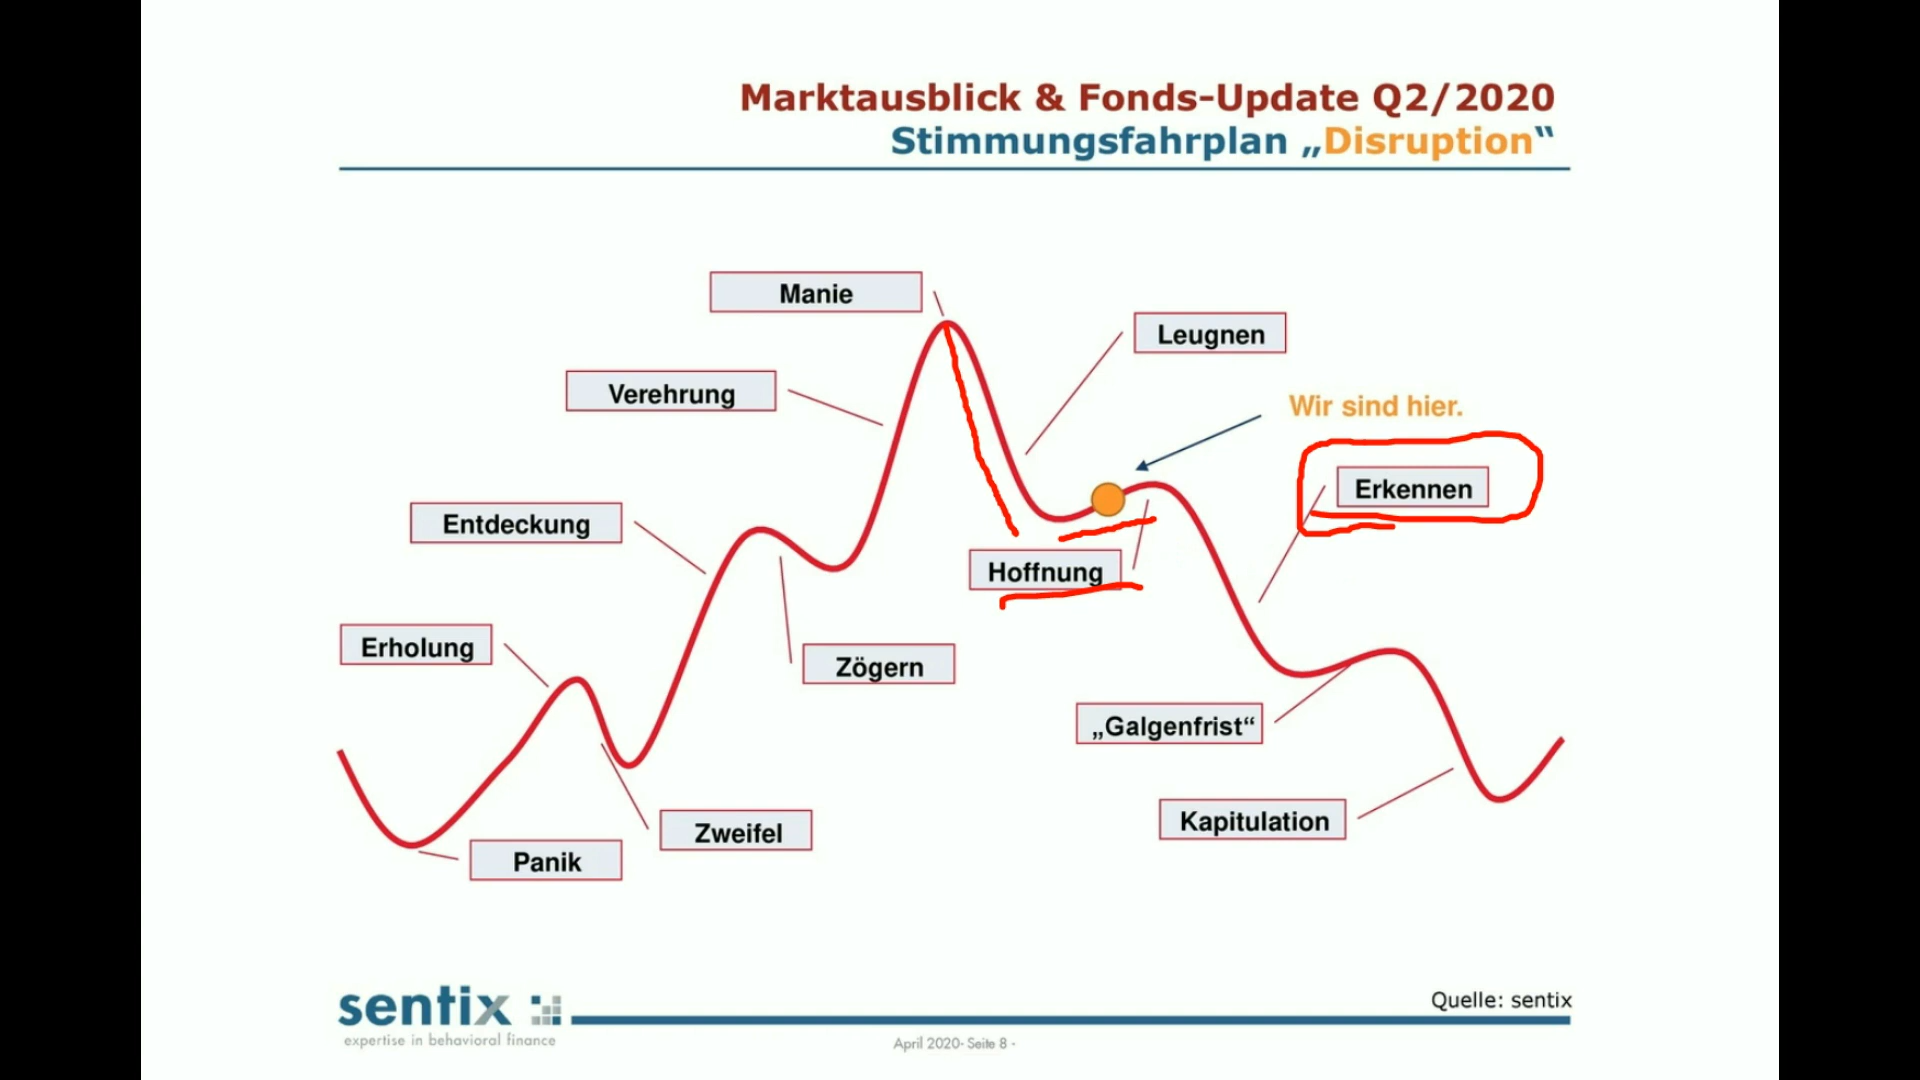 Marktausblick & Fonds-Update Q2/2020
Stimmungsfahrplan „Disruption“
Manie
Leugnen
Verehrung
Wir sind hier.
Erkennen
Entdeckung
Hoffnung
Erholung
Zögern
„Galgenfrist“
Kapitulation
Zweifel
Panik
sentix
expertise in behavioral finance
Quelle: sentix
April 2020- Seite 8 -